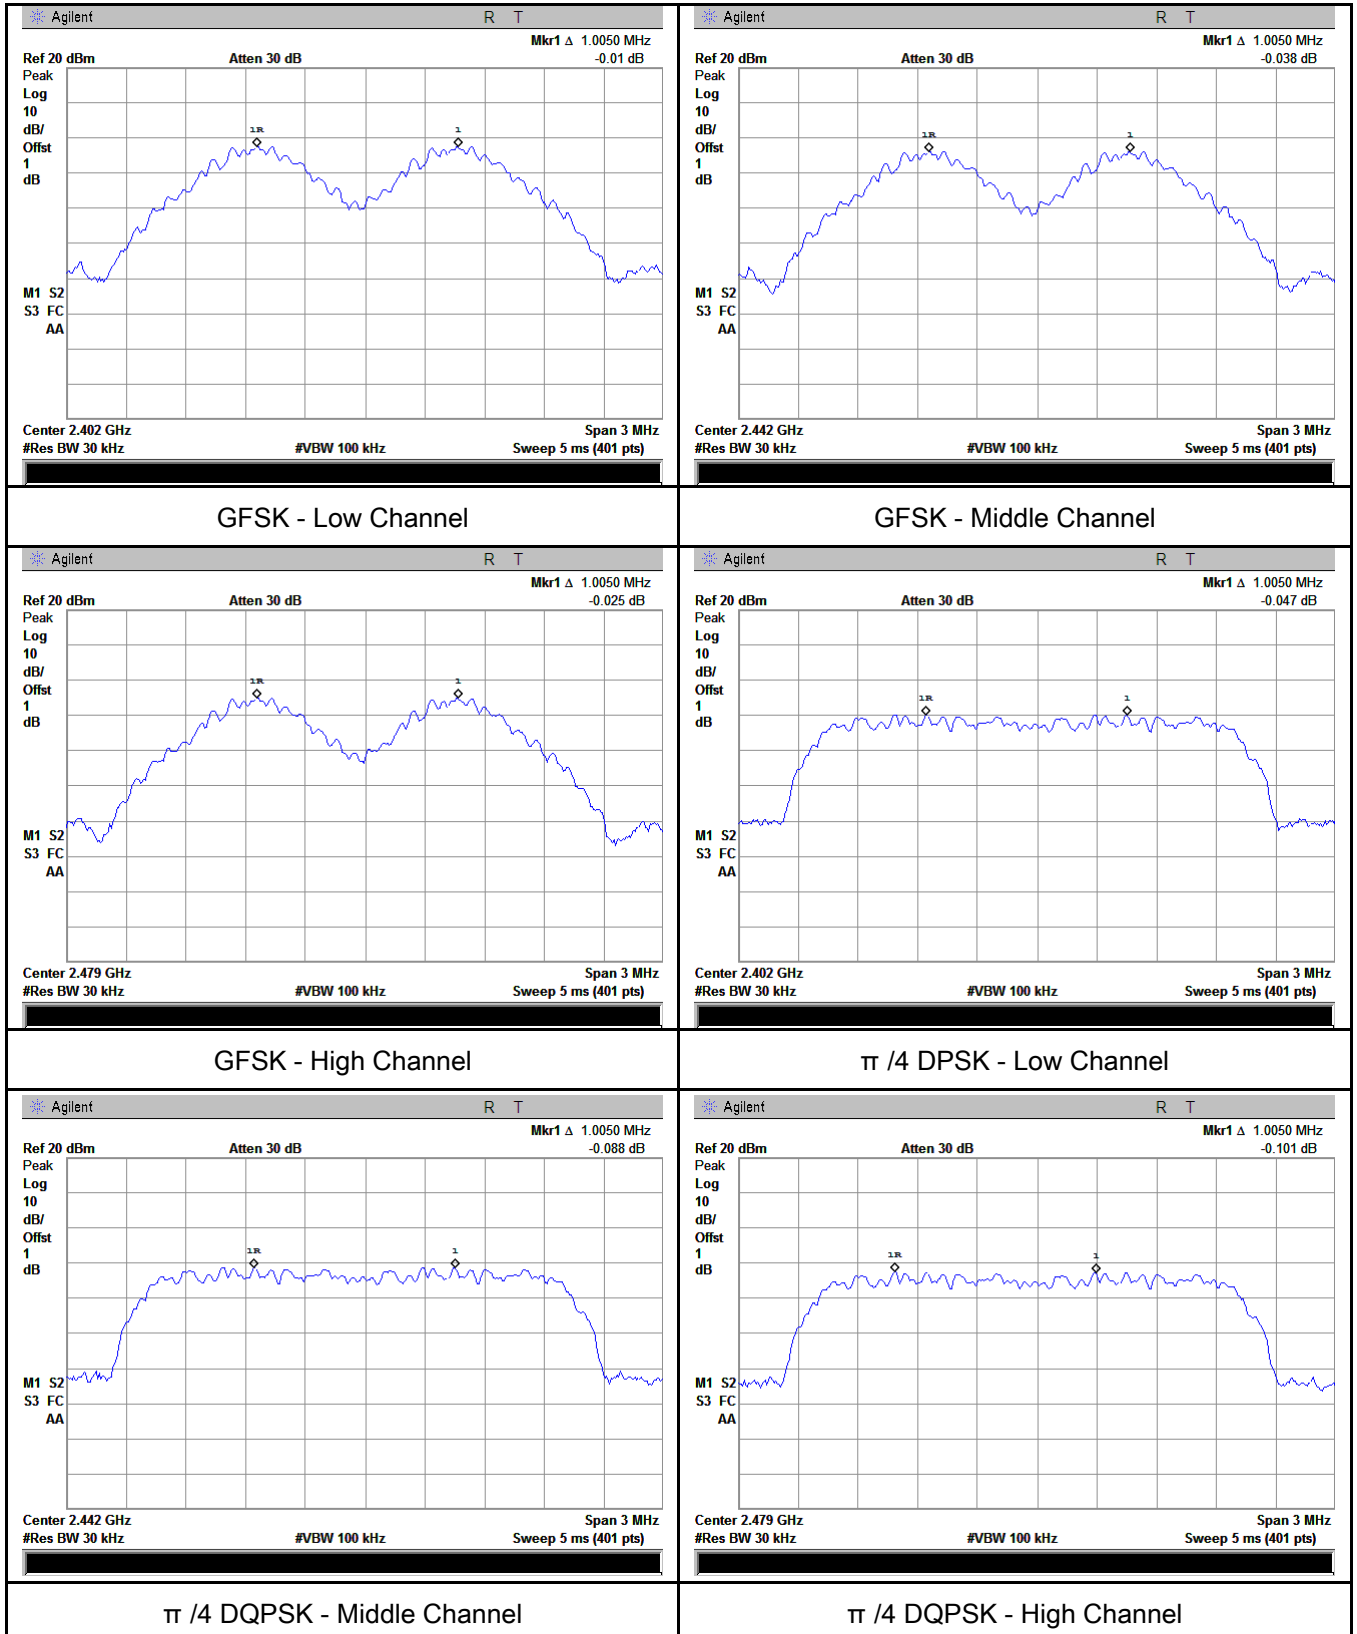 Agilent R T
Mkr1 Δ 1.0050 MHz
Ref 20 dBm Atten 30 dB -0.01 dB
Peak
Log
10
dB/
Offst
1
dB
1R 1
M1 S2
S3 FC
AA
Center 2.402 GHz Span 3 MHz
#Res BW 30 kHz #VBW 100 kHz Sweep 5 ms (401 pts)
GFSK - Low Channel
Agilent R T
Mkr1 Δ 1.0050 MHz
Ref 20 dBm Atten 30 dB -0.038 dB
Peak
Log
10
dB/
Offst
1
dB
1R 1
M1 S2
S3 FC
AA
Center 2.442 GHz Span 3 MHz
#Res BW 30 kHz #VBW 100 kHz Sweep 5 ms (401 pts)
GFSK - Middle Channel
Agilent R T
Mkr1 Δ 1.0050 MHz
Ref 20 dBm Atten 30 dB -0.025 dB
Peak
Log
10
dB/
Offst
1
dB
1R 1
M1 S2
S3 FC
AA
Center 2.479 GHz Span 3 MHz
#Res BW 30 kHz #VBW 100 kHz Sweep 5 ms (401 pts)
GFSK - High Channel
Agilent R T
Mkr1 Δ 1.0050 MHz
Ref 20 dBm Atten 30 dB -0.047 dB
Peak
Log
10
dB/
Offst
1
dB
1R 1
M1 S2
S3 FC
AA
Center 2.402 GHz Span 3 MHz
#Res BW 30 kHz #VBW 100 kHz Sweep 5 ms (401 pts)
π /4 DPSK - Low Channel
Agilent R T
Mkr1 Δ 1.0050 MHz
Ref 20 dBm Atten 30 dB -0.088 dB
Peak
Log
10
dB/
Offst
1
dB
1R 1
M1 S2
S3 FC
AA
Center 2.442 GHz Span 3 MHz
#Res BW 30 kHz #VBW 100 kHz Sweep 5 ms (401 pts)
π /4 DQPSK - Middle Channel
Agilent R T
Mkr1 Δ 1.0050 MHz
Ref 20 dBm Atten 30 dB -0.101 dB
Peak
Log
10
dB/
Offst
1
dB
1R 1
M1 S2
S3 FC
AA
Center 2.479 GHz Span 3 MHz
#Res BW 30 kHz #VBW 100 kHz Sweep 5 ms (401 pts)
π /4 DQPSK - High Channel